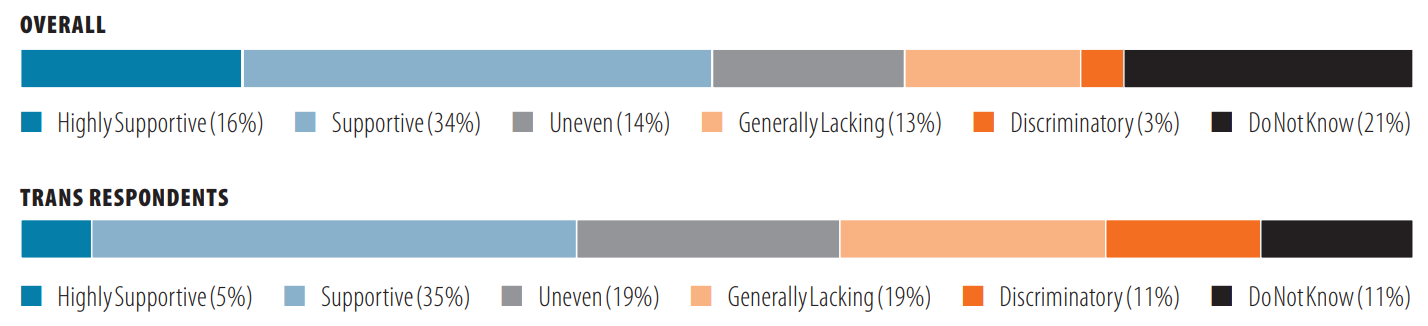 OVERALL
Highly Supportive (16%) Supportive (34%) Uneven (14%) Generally Lacking (13%) Discriminatory (3%) Do Not Know (21%)
TRANS RESPONDENTS
Highly Supportive (5%) Supportive (35%) Uneven (19%) Generally Lacking (19%) Discriminatory (11%) Do Not Know (11%)